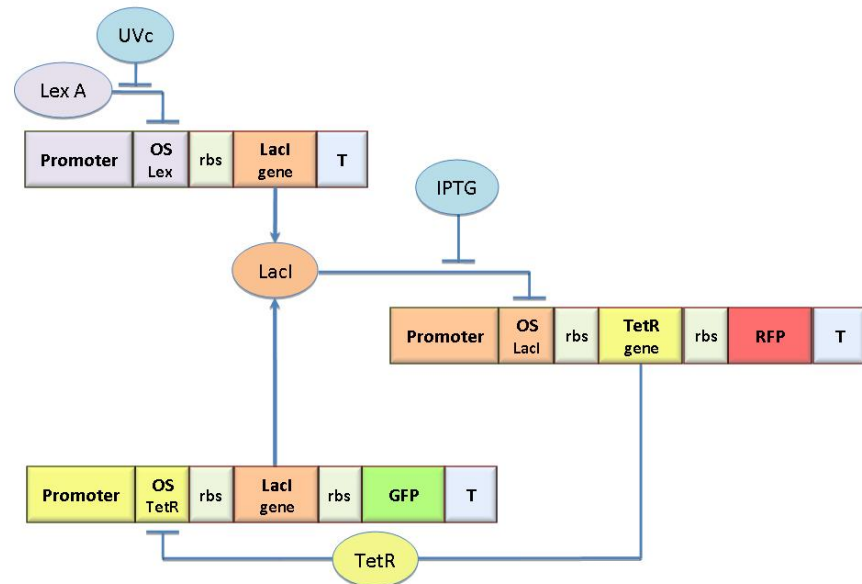 UVc
Lex A
Promoter OS Lex rbs LacI gene T
IPTG
LacI
Promoter OS LacI rbs TetR gene rbs RFP T
Promoter OS TetR rbs LacI gene rbs GFP T
TetR